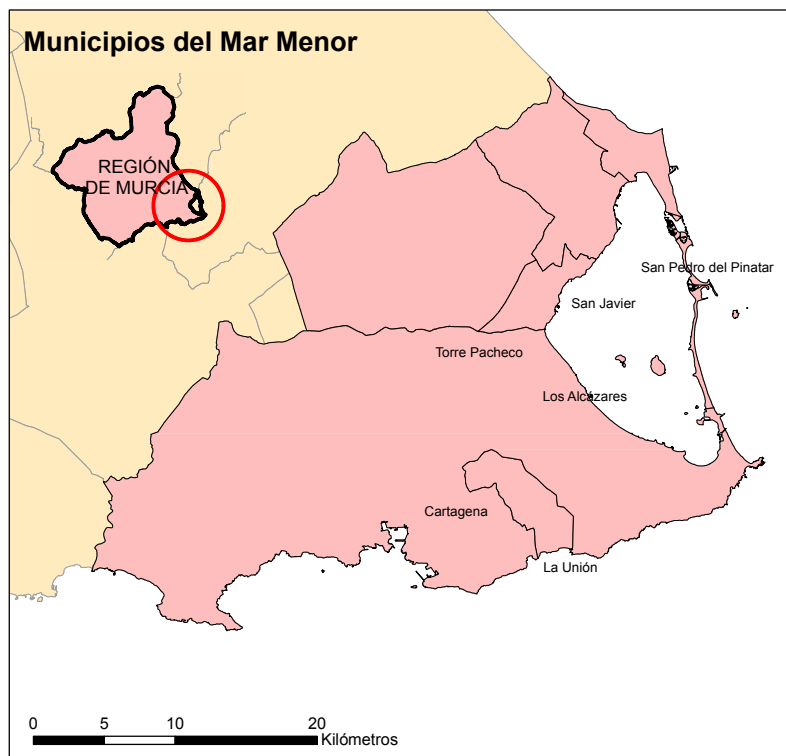 Municipios del Mar Menor
REGIÓN
DE MURCIA
San Pedro del Pinatar
San Javier
Torre Pacheco
Los Alcázares
Cartagena
La Unión
0 5 10 20
Kilómetros